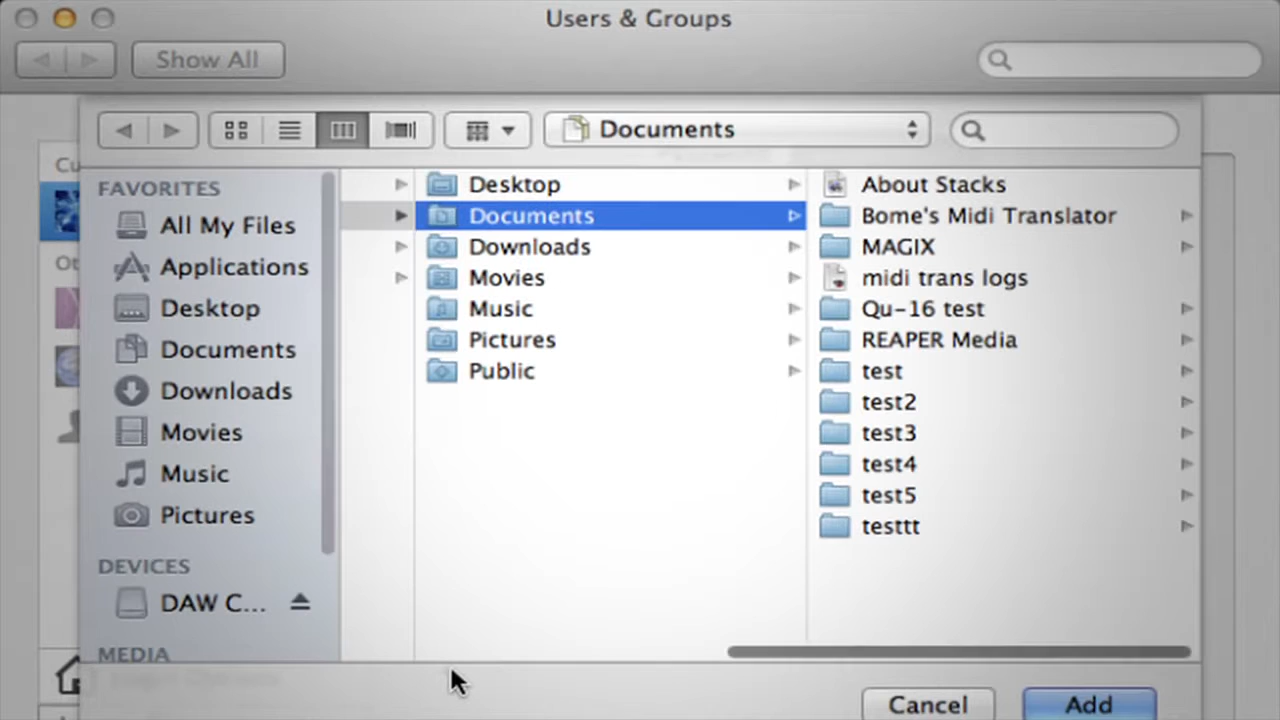 Users & Groups
Show All
Documents
Cu
Ot
FAVORITES
All My Files
Applications
Desktop
Documents
Downloads
Movies
Music
Pictures
DEVICES
DAW C...
MEDIA
Desktop
Documents
Downloads
Movies
Music
Pictures
Public
About Stacks
Bome's Midi Translator
MAGIX
midi trans logs
Qu-16 test
REAPER Media
test
test2
test3
test4
test5
testtt
Cancel
Add